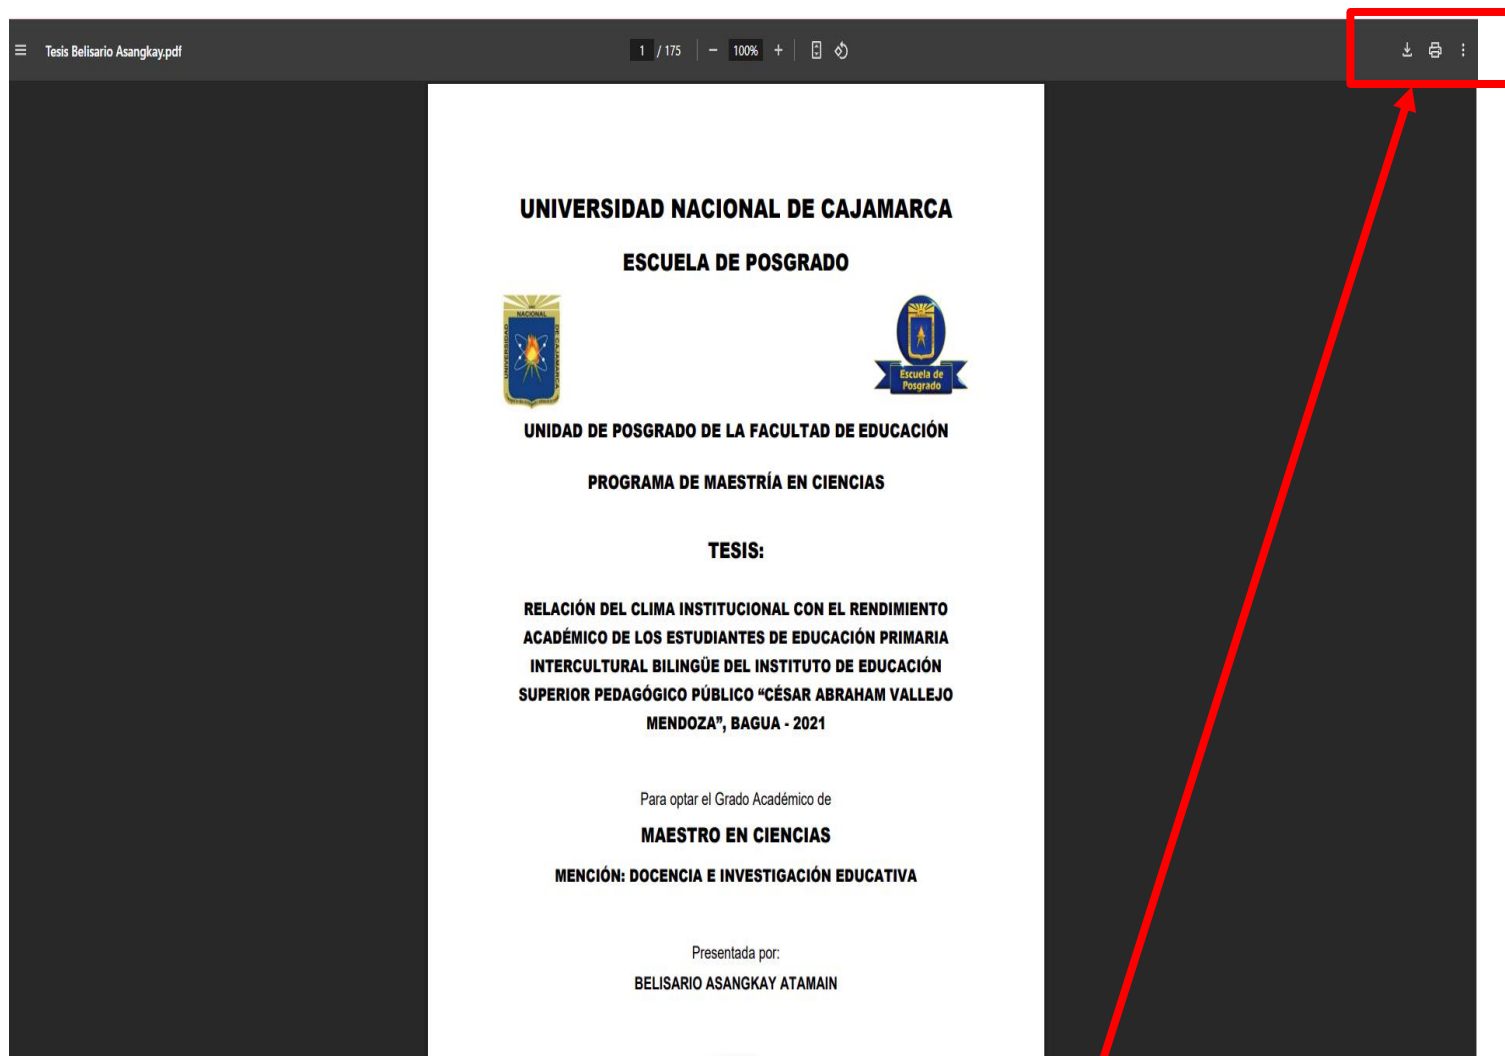 Tesis Belisario Asangkay.pdf
1 / 175
100%
UNIVERSIDAD NACIONAL DE CAJAMARCA
ESCUELA DE POSGRADO
NACIONAL
UNIVERSIDAD
DE CAJAMARCA
Escuela de
Posgrado
UNIDAD DE POSGRADO DE LA FACULTAD DE EDUCACIÓN
PROGRAMA DE MAESTRÍA EN CIENCIAS
TESIS:
RELACIÓN DEL CLIMA INSTITUCIONAL CON EL RENDIMIENTO
ACADÉMICO DE LOS ESTUDIANTES DE EDUCACIÓN PRIMARIA
INTERCULTURAL BILINGÜE DEL INSTITUTO DE EDUCACIÓN
SUPERIOR PEDAGÓGICO PÚBLICO “CÉSAR ABRAHAM VALLEJO
MENDOZA”, BAGUA - 2021
Para optar el Grado Académico de
MAESTRO EN CIENCIAS
MENCIÓN: DOCENCIA E INVESTIGACIÓN EDUCATIVA
Presentada por:
BELISARIO ASANGKAY ATAMAIN